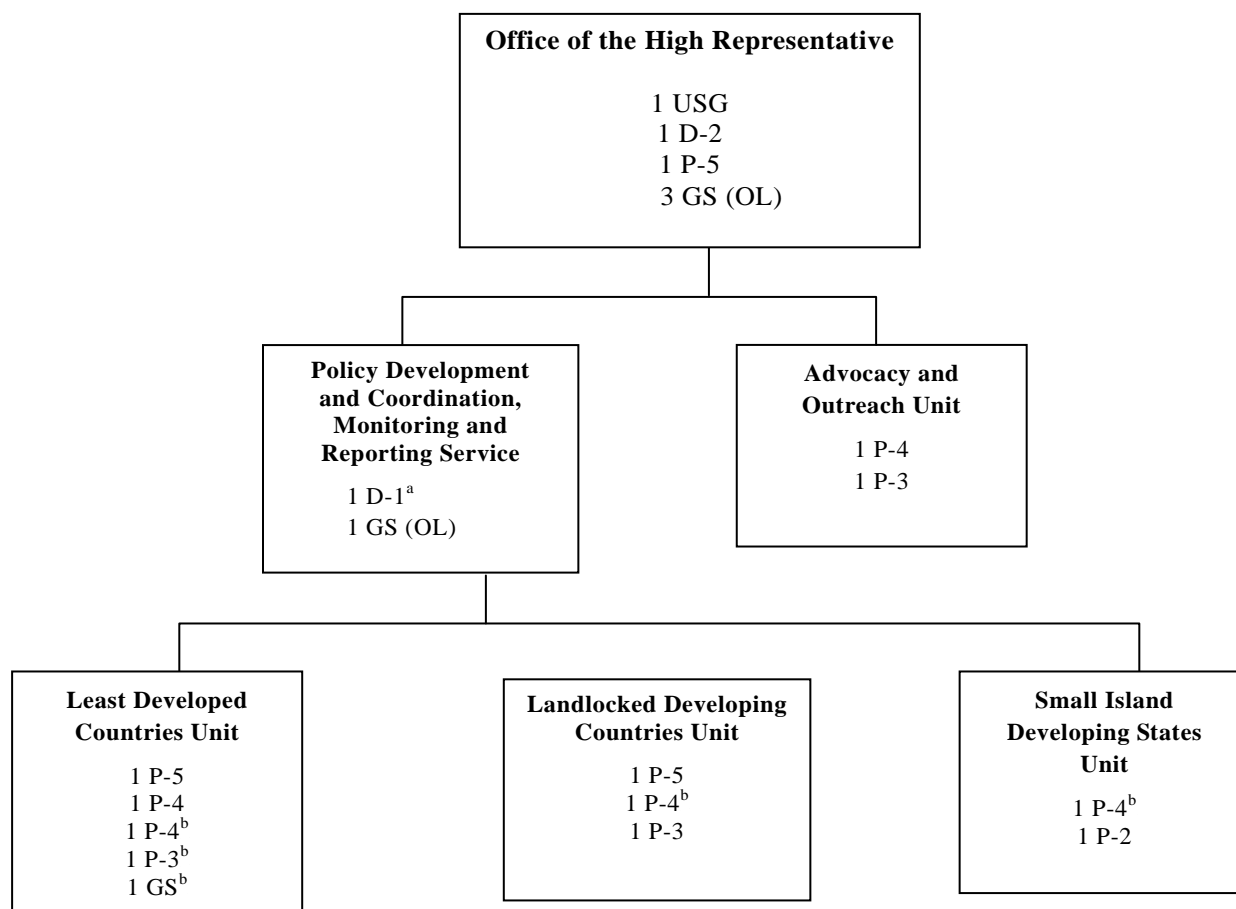 Office of the High Representative
1 USG
1 D-2
1 P-5
3 GS (OL)
Policy Development
and Coordination,
Monitoring and
Reporting Service
1 D-1a
1 GS (OL)
Advocacy and
Outreach Unit
1 P-4
1 P-3
Least Developed
Countries Unit
1 P-5
1 P-4
1 P-4b
1 P-3b
1 GSb
Landlocked Developing
Countries Unit
1 P-5
1 P-4b
1 P-3
Small Island
Developing States
Unit
1 P-4b
1 P-2